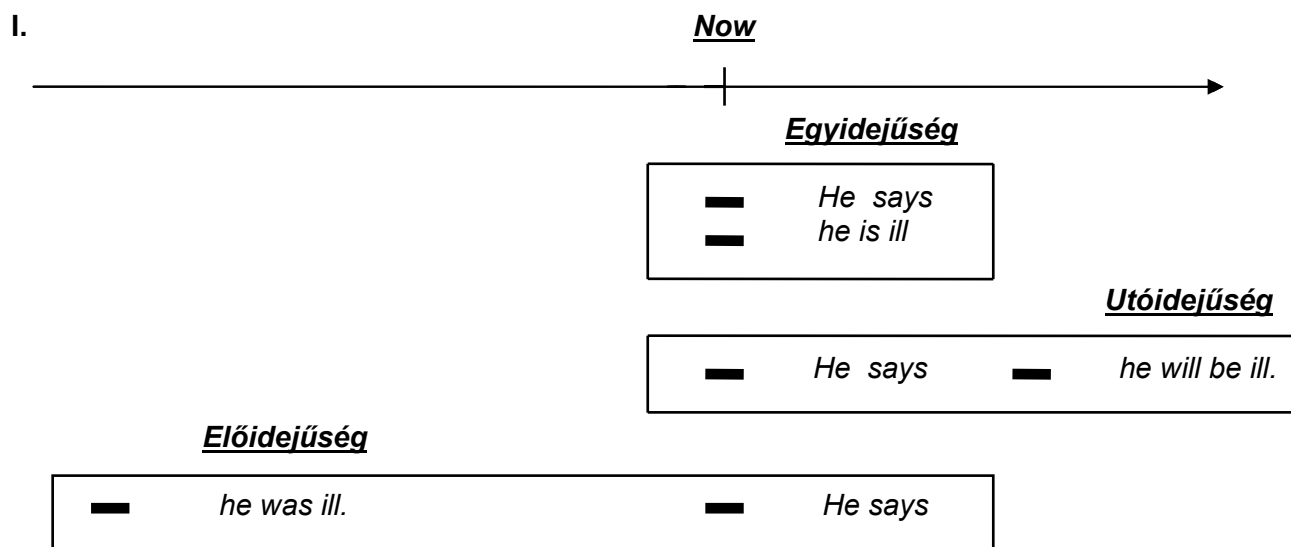 I.
Now
Egyidejűség
He says
he is ill
Utóidejűség
He says he will be ill.
Előidejűség
he was ill. He says